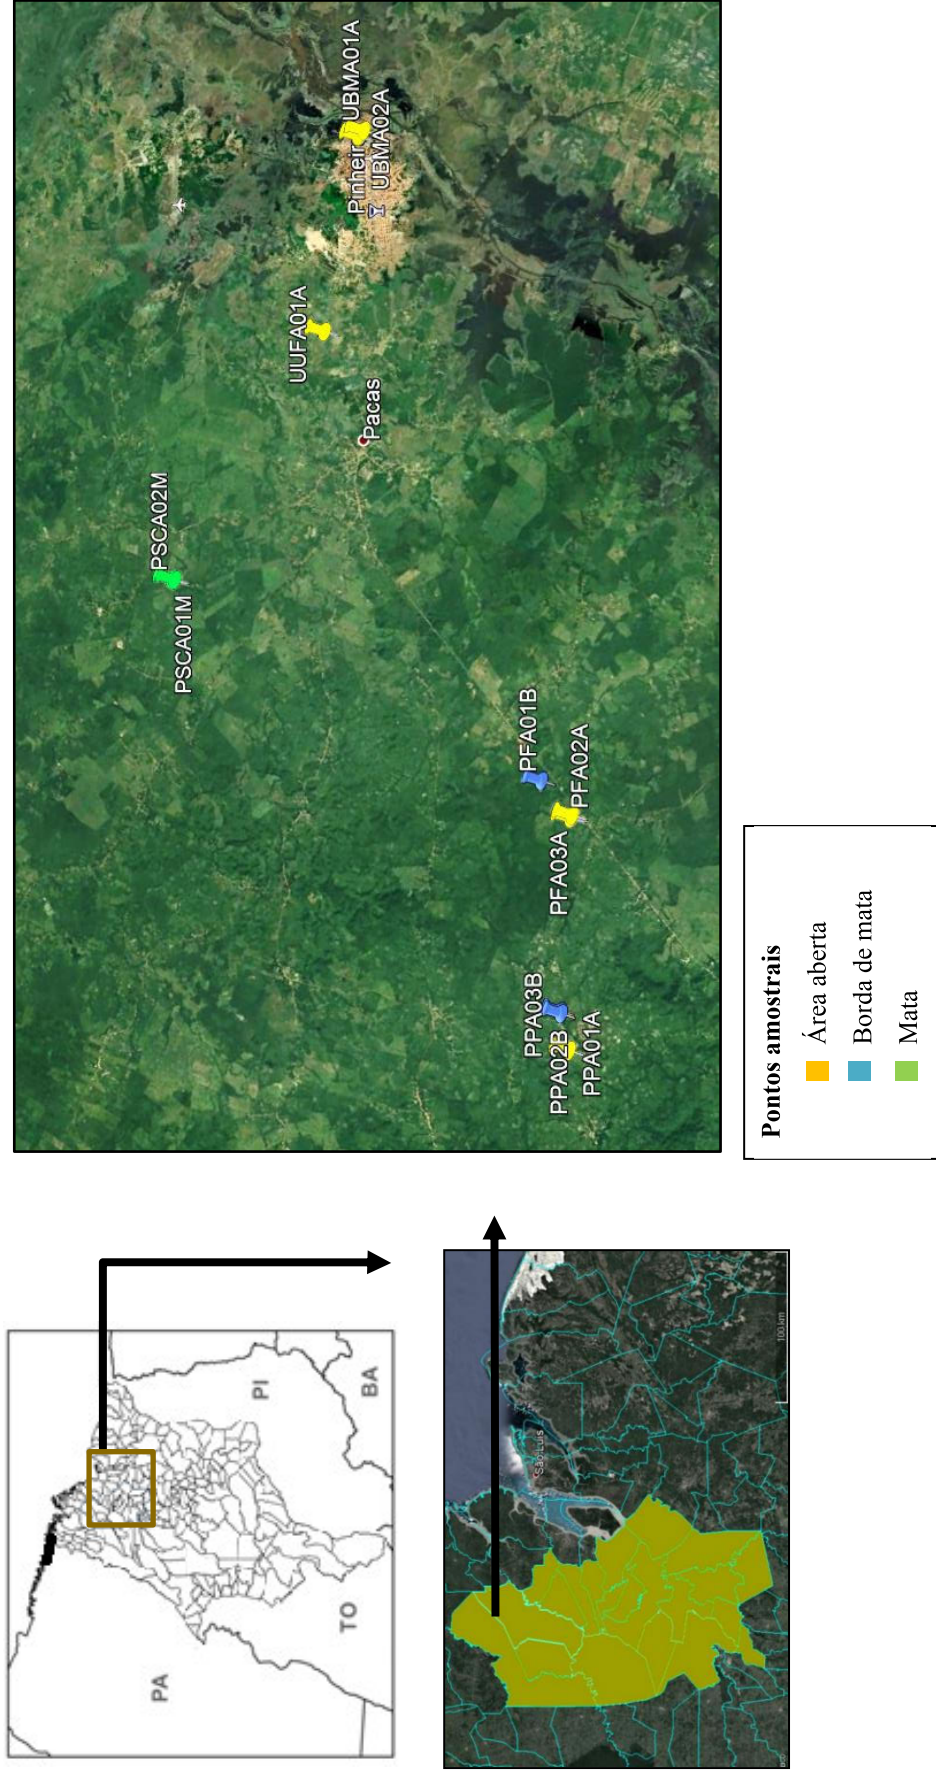 PA
TO
PI
BA
São Luís
100 km
PSCA01M
PSCA02M
UUFA01A
Pinheir
UBMA01A
UBMA02A
Pacas
PFA01B
PFA02A
PFA03A
PPA03B
PPA02B
PPA01A
Pontos amostrais
Área aberta
Borda de mata
Mata